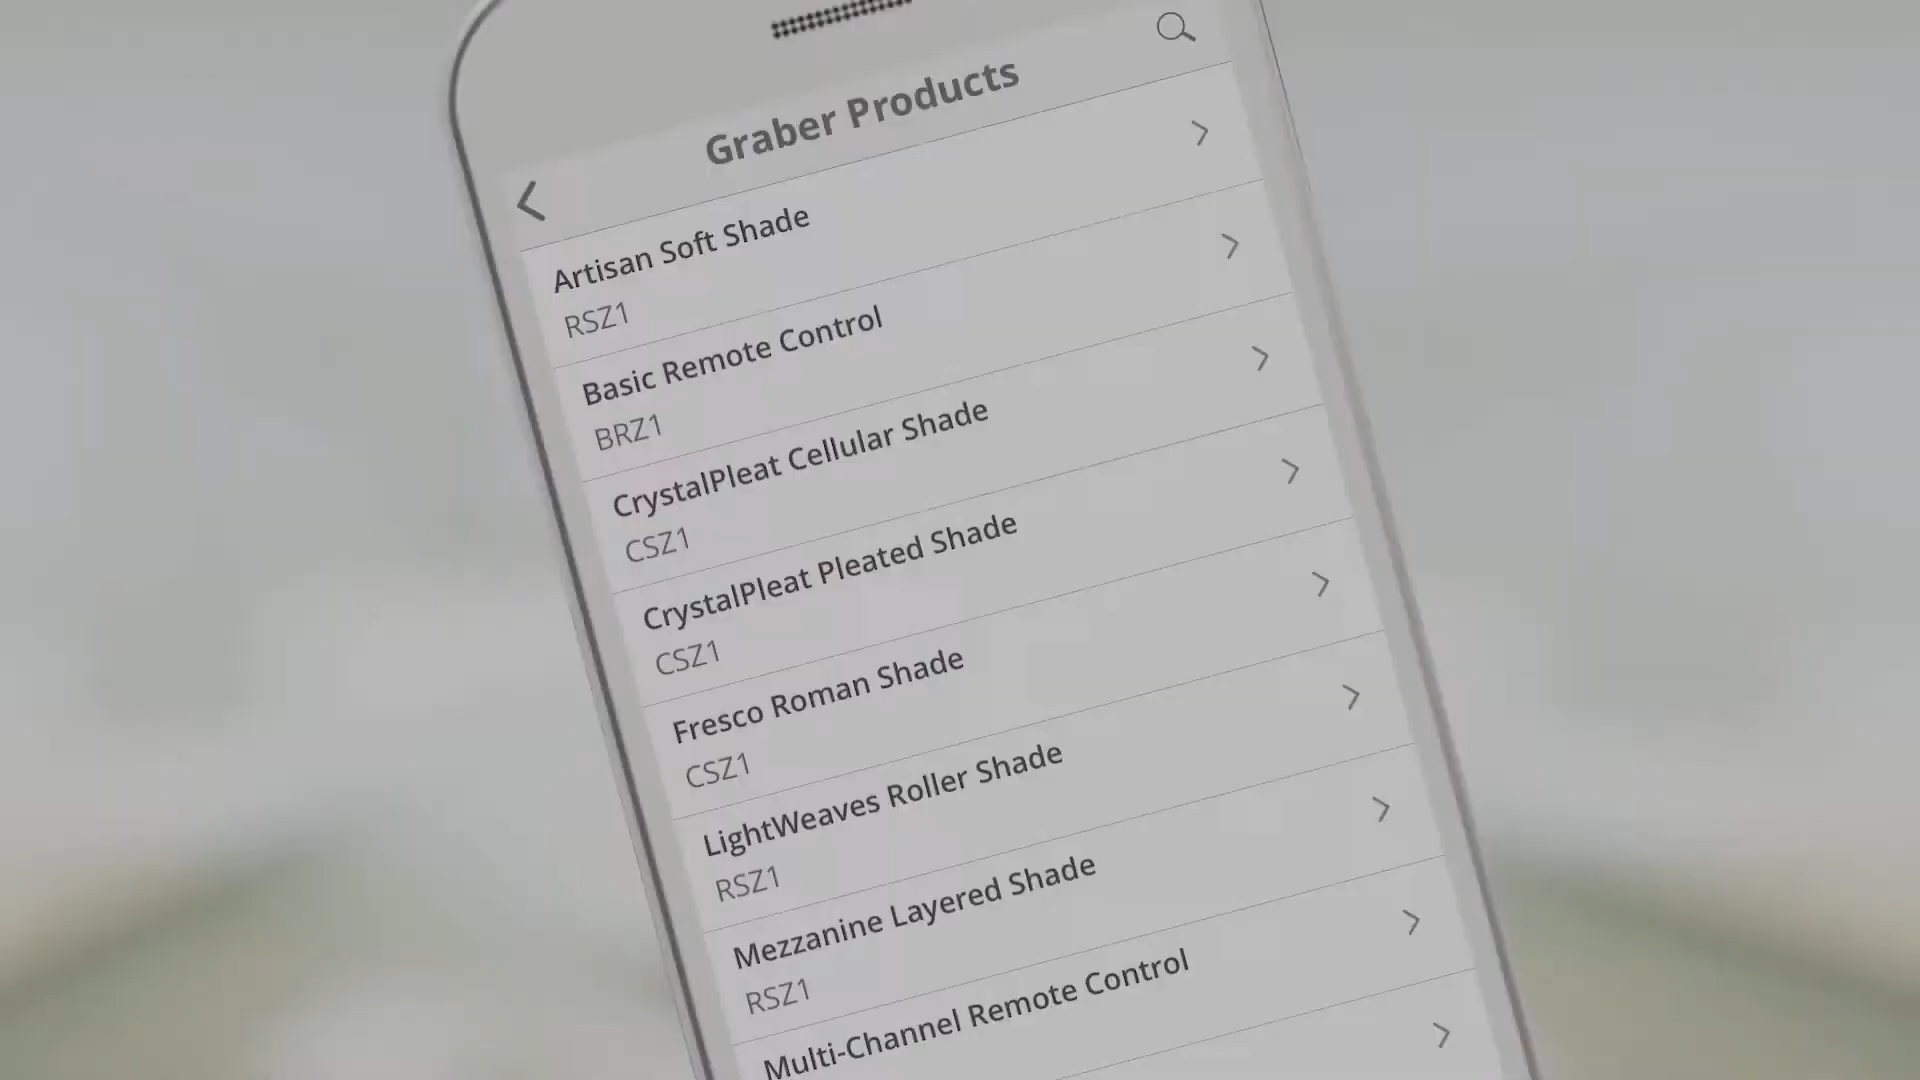 Graber Products
Artisan Soft Shade
RSZ1
Basic Remote Control
BRZ1
CrystalPleat Cellular Shade
CSZ1
CrystalPleat Pleated Shade
CSZ1
Fresco Roman Shade
CSZ1
LightWeaves Roller Shade
RSZ1
Mezzanine Layered Shade
RSZ1
Multi-Channel Remote Control